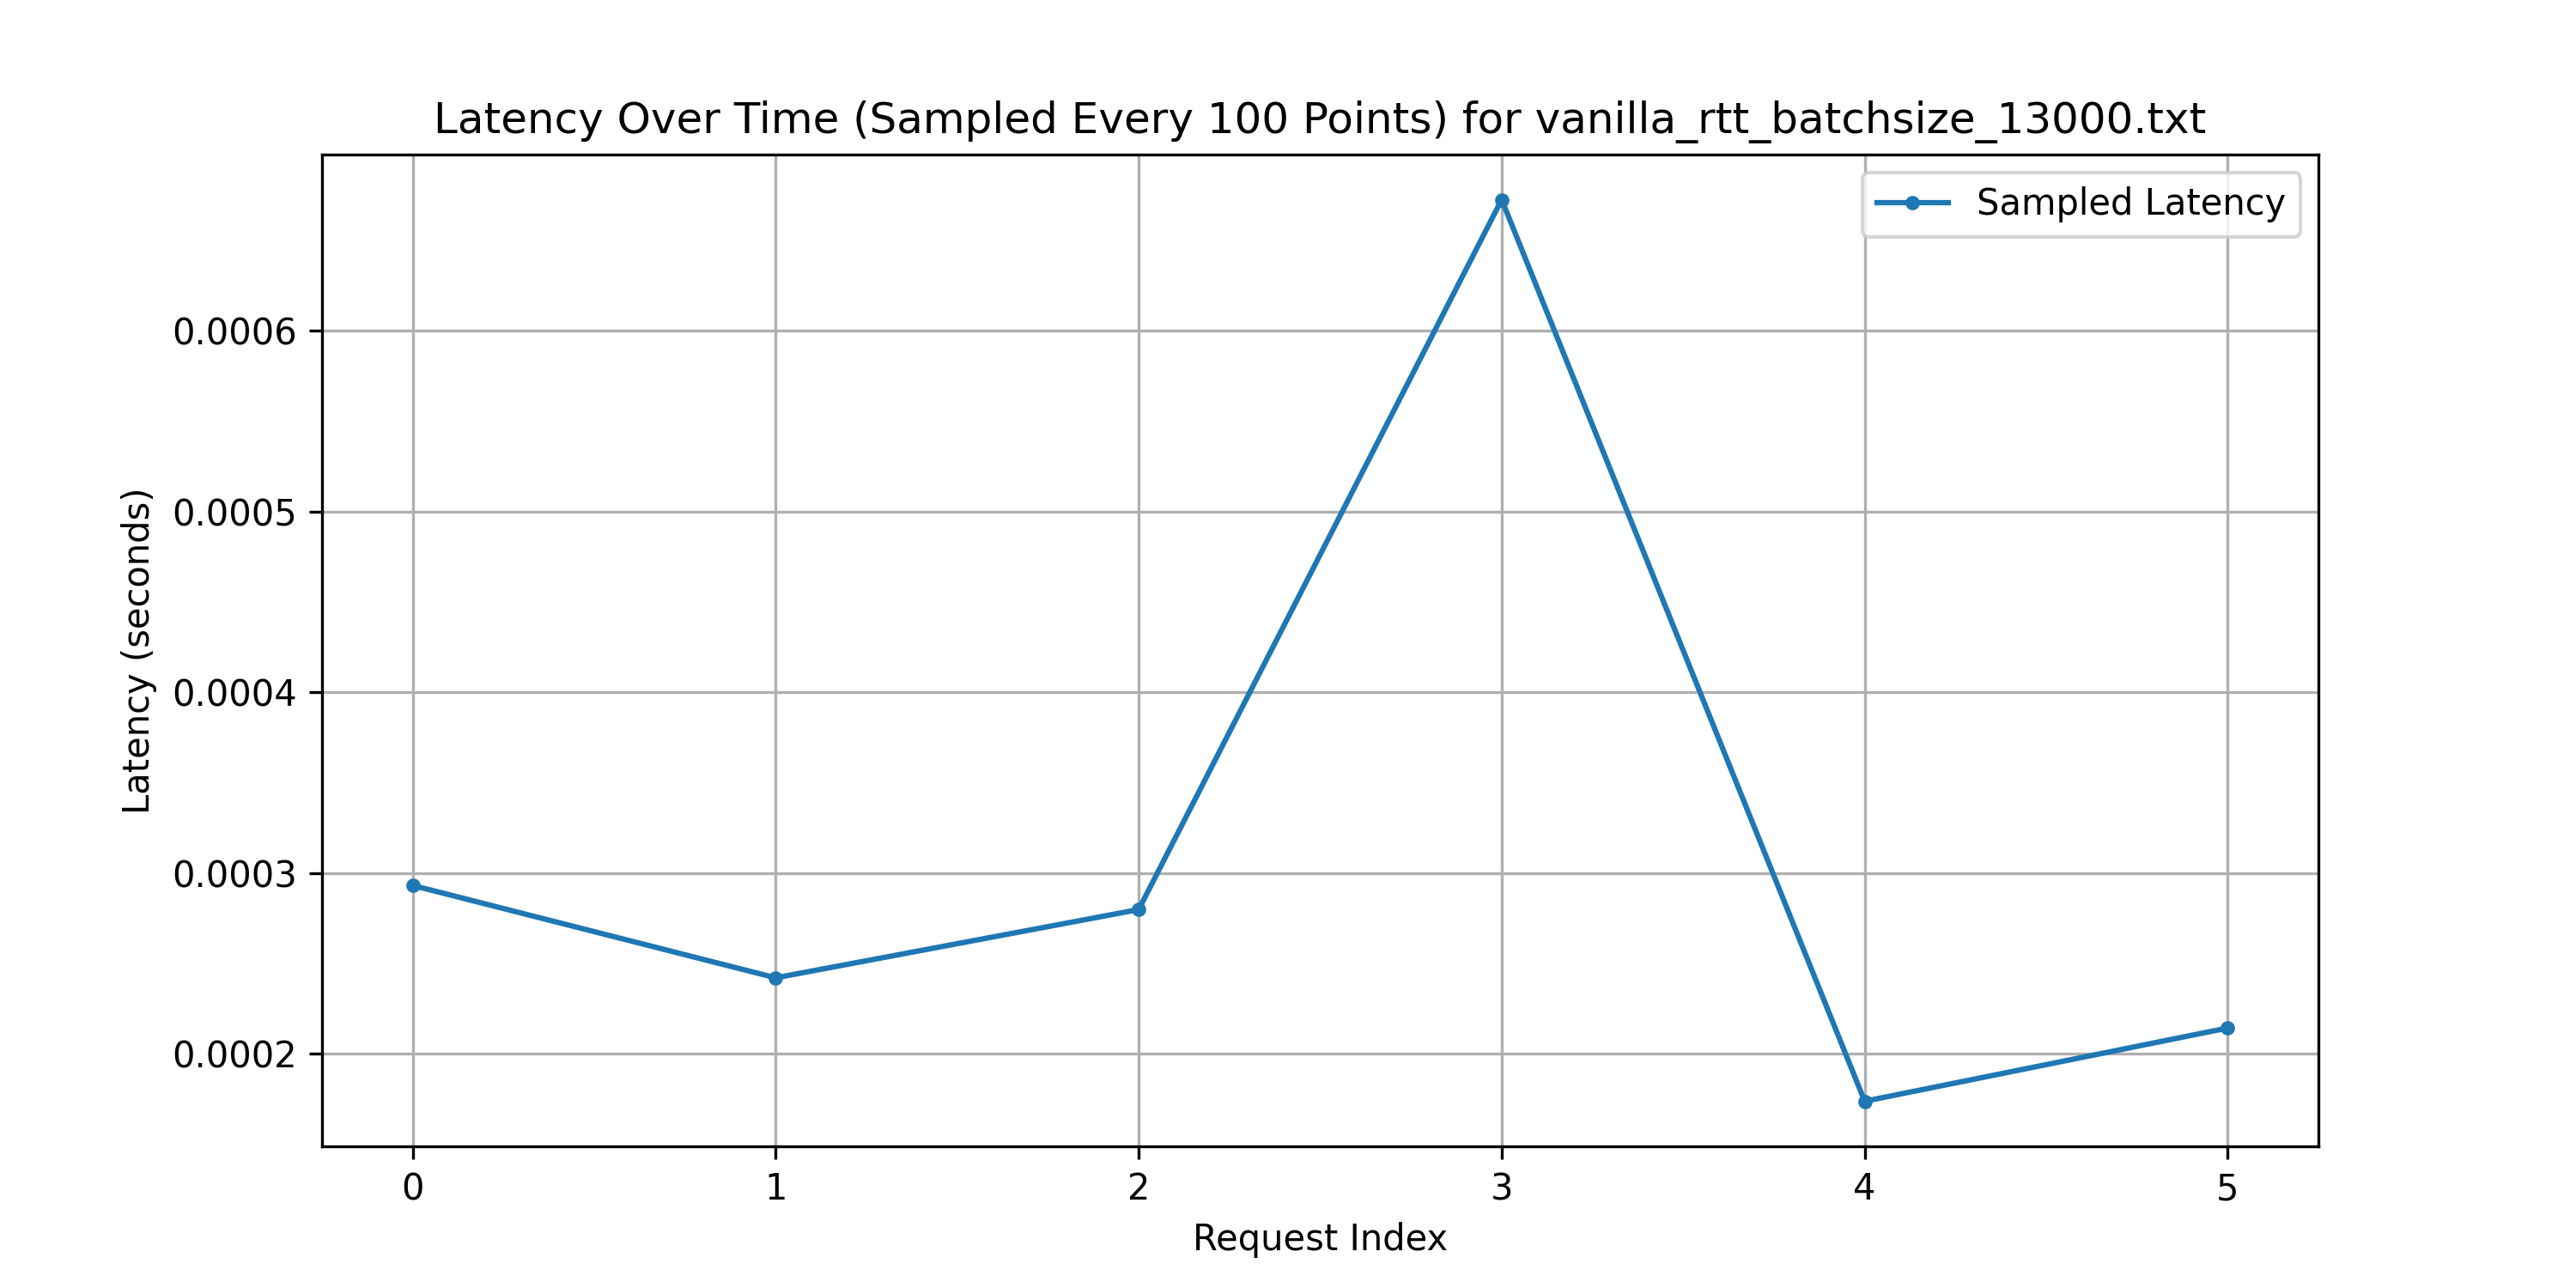 Latency Over Time (Sampled Every 100 Points) for vanilla_rtt_batchsize_13000.txt
Sampled Latency
Latency (seconds)
0.0006
0.0005
0.0004
0.0003
0.0002
0 1 2 3 4 5
Request Index